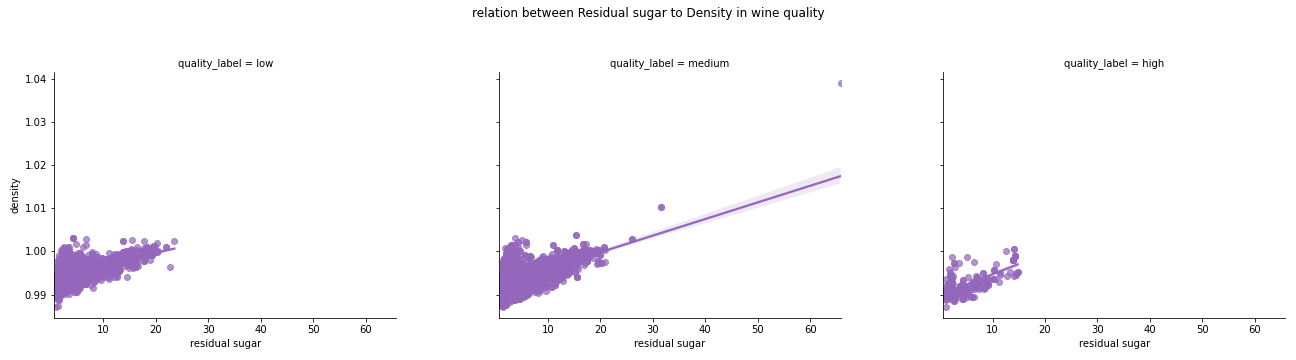 relation between Residual sugar to Density in wine quality
quality_label = low
quality_label = medium
quality_label = high
1.04
1.03
1.02
1.01
1.00
0.99
density
10 20 30 40 50 60
10 20 30 40 50 60
10 20 30 40 50 60
residual sugar
residual sugar
residual sugar